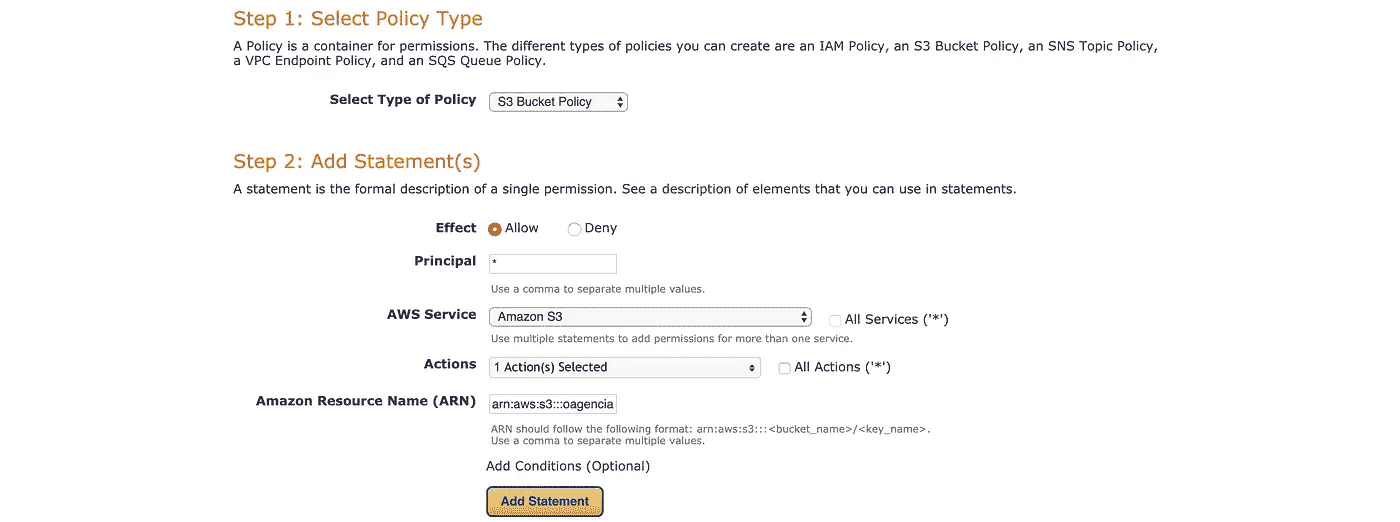 Step 1: Select Policy Type
A Policy is a container for permissions. The different types of policies you can create are an IAM Policy, an S3 Bucket Policy, an SNS Topic Policy,
a VPC Endpoint Policy, and an SQS Queue Policy.
Select Type of Policy S3 Bucket Policy
Step 2: Add Statement(s)
A statement is the formal description of a single permission. See a description of elements that you can use in statements.
Effect Allow Deny
Principal *
Use a comma to separate multiple values.
AWS Service Amazon S3 All Services ('*')
Use multiple statements to add permissions for more than one service.
Actions 1 Action(s) Selected All Actions ('*')
Amazon Resource Name (ARN) arn:aws:s3:::oagencia
ARN should follow the following format: arn:aws:s3:::<bucket_name>/<key_name>.
Use a comma to separate multiple values.
Add Conditions (Optional)
Add Statement